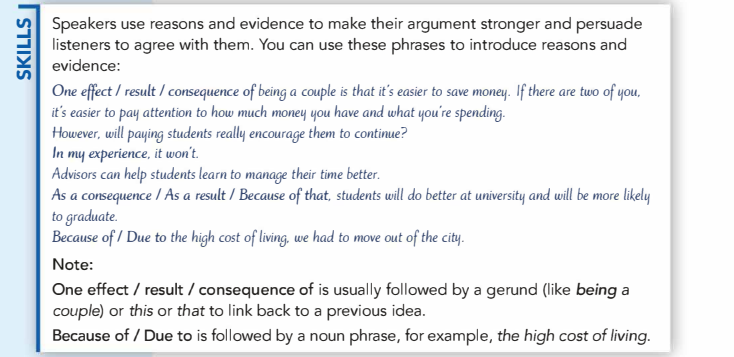 SKILLS
Speakers use reasons and evidence to make their argument stronger and persuade
listeners to agree with them. You can use these phrases to introduce reasons and
evidence:
One effect / result / consequence of being a couple is that it's easier to save money. If there are two of you,
it's easier to pay attention to how much money you have and what you're spending.
However, will paying students really encourage them to continue?
In my experience, it won't.
Advisors can help students learn to manage their time better.
As a consequence / As a result / Because of that, students will do better at university and will be more likely
to graduate.
Because of / Due to the high cost of living, we had to move out of the city.
Note:
One effect / result / consequence of is usually followed by a gerund (like being a
couple) or this or that to link back to a previous idea.
Because of / Due to is followed by a noun phrase, for example, the high cost of living.